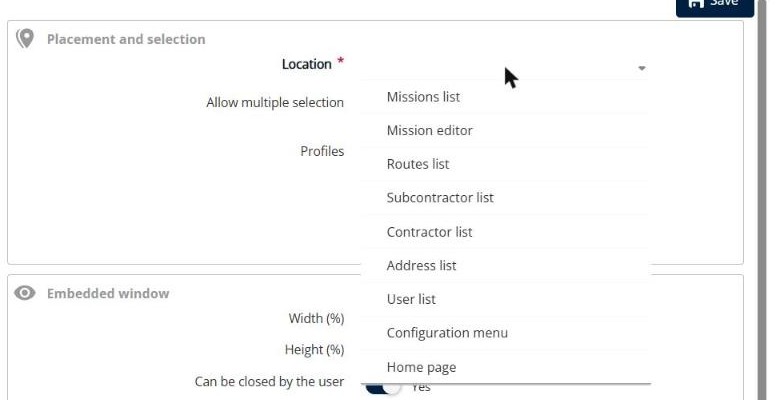 Save
Placement and selection
Location *
Missions list
Allow multiple selection
Mission editor
Profiles
Routes list
Subcontractor list
Contractor list
Address list
Embedded window
User list
Width (%)
Configuration menu
Height (%)
Home page
Can be closed by the user
Yes